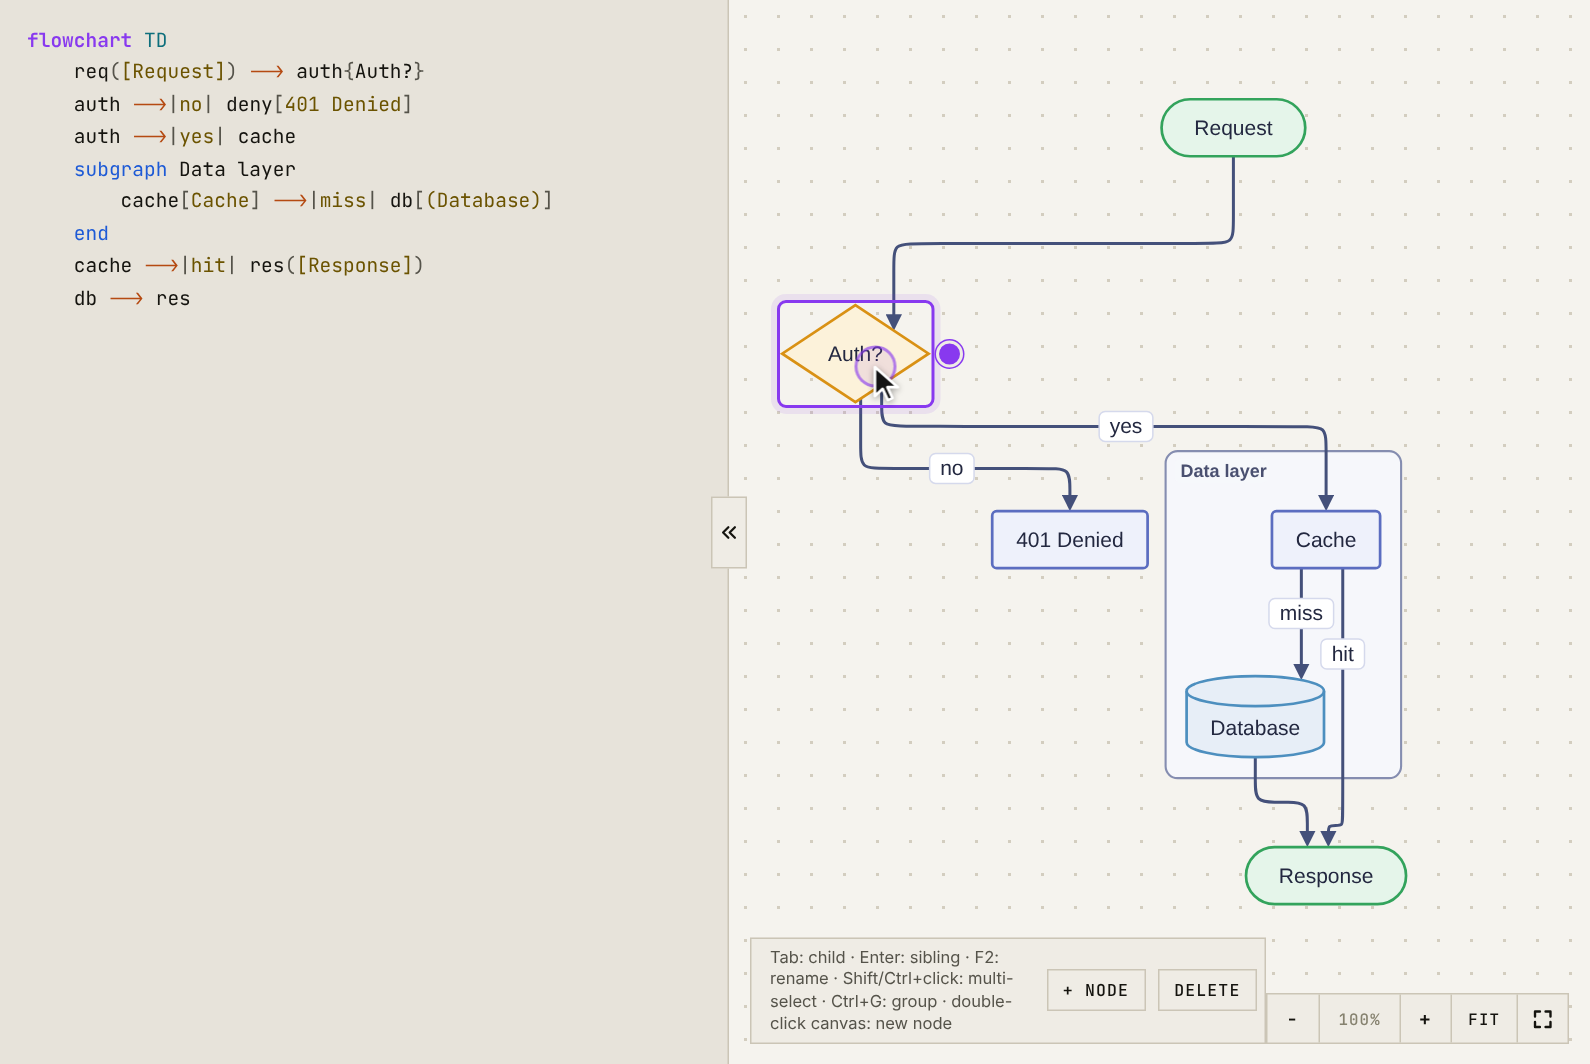 flowchart TD
req([Request]) --> auth{Auth?}
auth -->|no| deny[401 Denied]
auth -->|yes| cache
subgraph Data layer
cache[Cache] -->|miss| db[(Database)]
end
cache -->|hit| res([Response])
db --> res
Request
Auth?
yes
no
Data layer
401 Denied
Cache
miss
hit
Database
Response
Tab: child · Enter: sibling · F2:
rename · Shift/Ctrl+click: multi-
select · Ctrl+G: group · double-
click canvas: new node
+ NODE
DELETE
- 100% + FIT